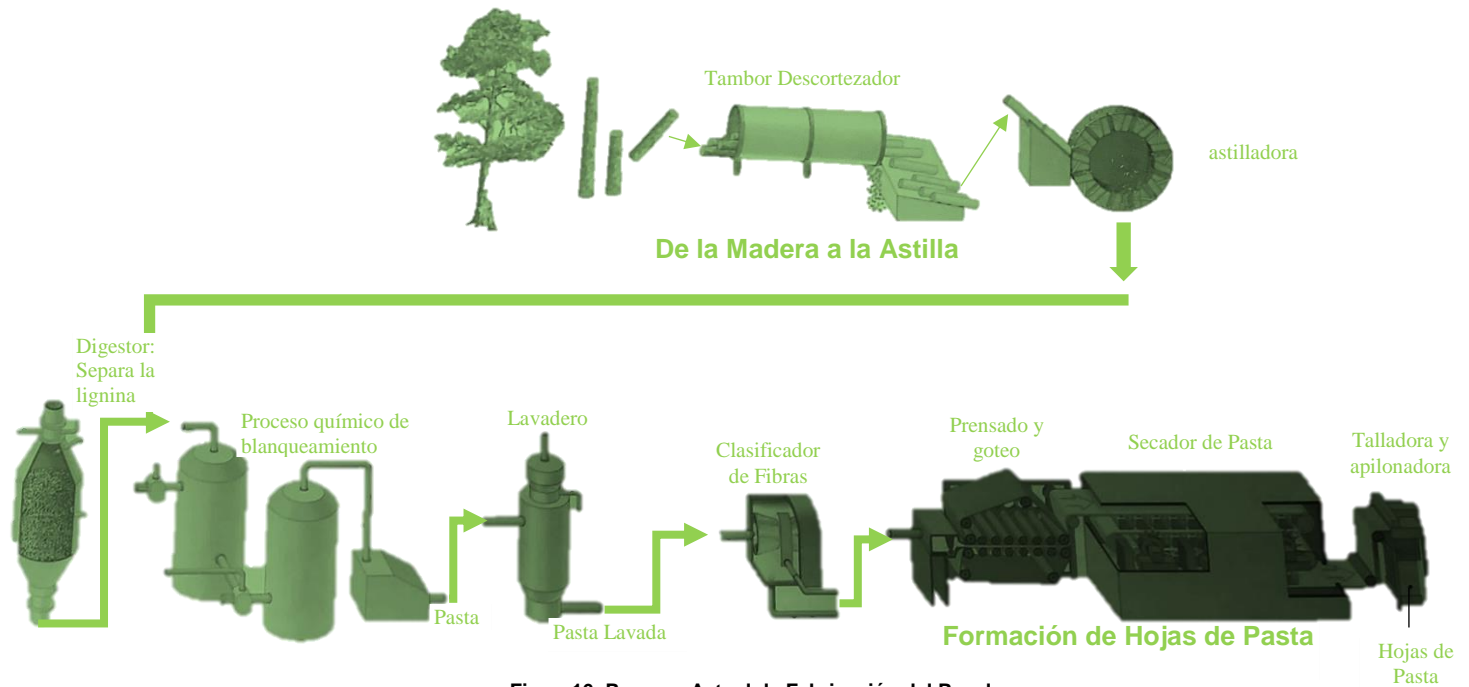 Tambor Descortezador
astilladora
De la Madera a la Astilla
Digestor:
Separa la
lignina
Proceso químico de
blanqueamiento
Pasta
Lavadero
Pasta Lavada
Clasificador
de Fibras
Prensado y
goteo
Secador de Pasta
Talladora y
apilonadora
Formación de Hojas de Pasta
Hojas de
Pasta